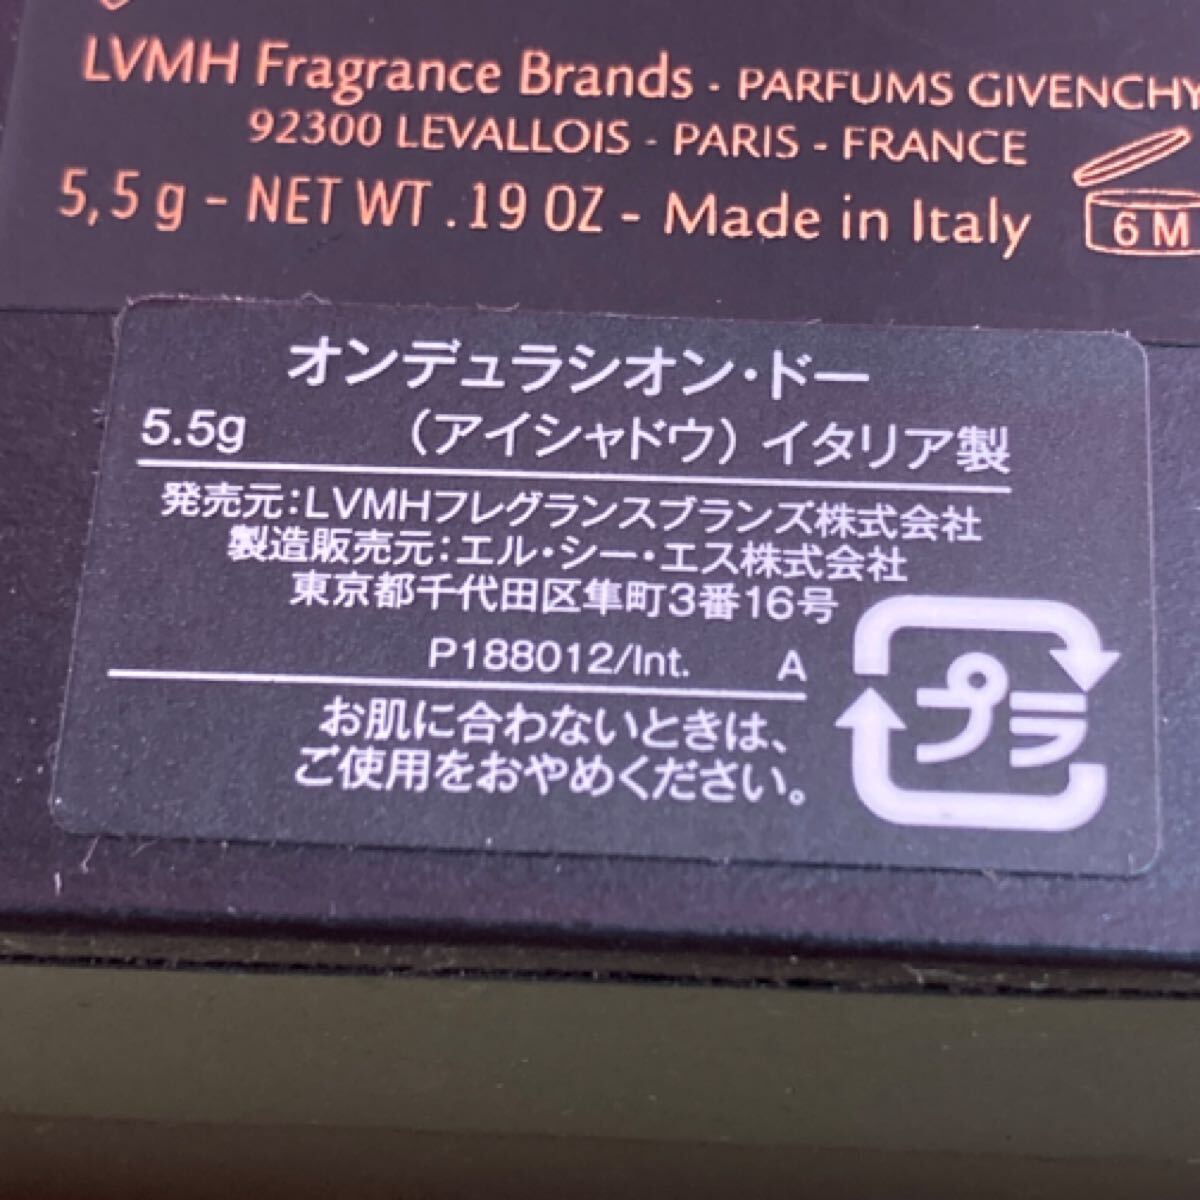 LVMH Fragrance Brands - PARFUMS GIVENCHY
92300 LEVALLOIS - PARIS - FRANCE
5,5 g - NET WT .19 OZ - Made in Italy
6 M
オンデュラシオン・ドー
5.5g (アイシャドウ) イタリア製
発売元:LVMHフレグランスブランズ株式会社
製造販売元:エル・シー・エス株式会社
東京都千代田区隼町3番16号
P188012/Int. A
お肌に合わないときは、
ご使用をおやめください。
プラ